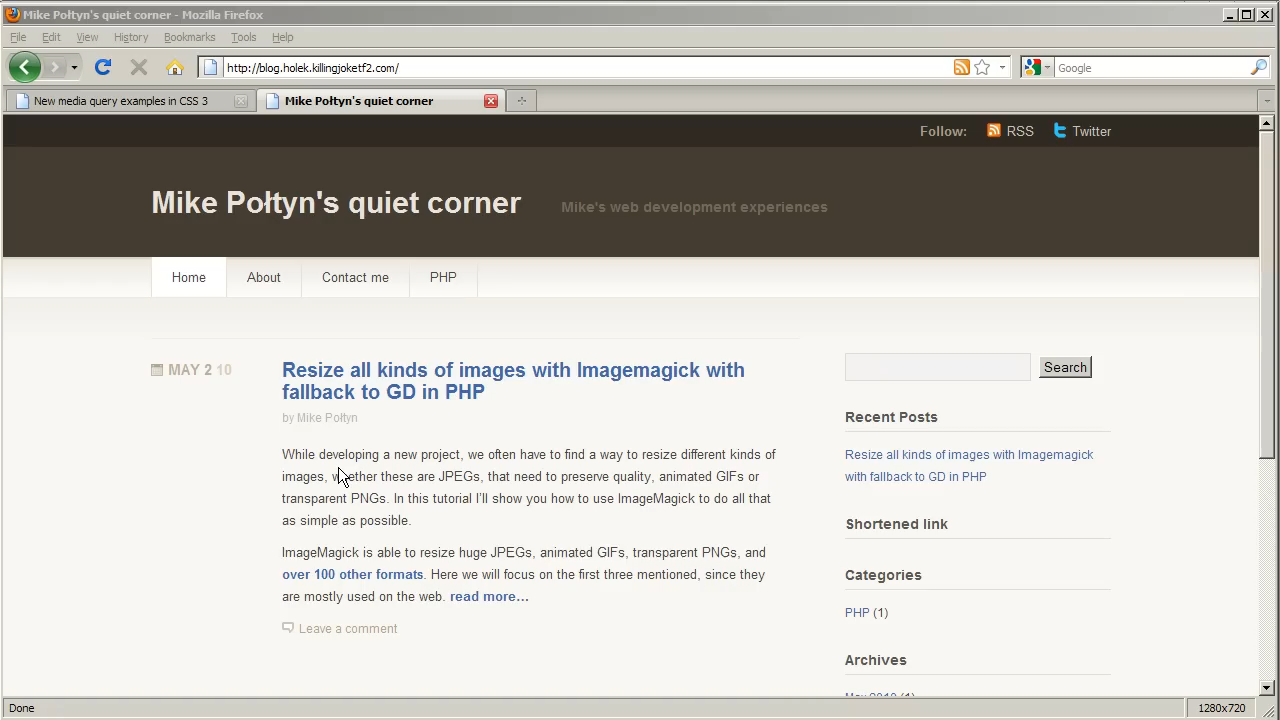 Mike Połtyn's quiet corner - Mozilla Firefox
File Edit View History Bookmarks Tools Help
http://blog.holek.killingjoketf2.com/
Google
New media query examples in CSS 3
Mike Połtyn's quiet corner
Follow: RSS Twitter
Mike Połtyn's quiet corner
Mike's web development experiences
Home About Contact me PHP
MAY 2 10
Resize all kinds of images with Imagemagick with
fallback to GD in PHP
by Mike Połtyn
While developing a new project, we often have to find a way to resize different kinds of
images, whether these are JPEGs, that need to preserve quality, animated GIFs or
transparent PNGs. In this tutorial I'll show you how to use ImageMagick to do all that
as simple as possible.
ImageMagick is able to resize huge JPEGs, animated GIFs, transparent PNGs, and
over 100 other formats. Here we will focus on the first three mentioned, since they
are mostly used on the web. read more…
Leave a comment
Search
Recent Posts
Resize all kinds of images with Imagemagick
with fallback to GD in PHP
Shortened link
Categories
PHP (1)
Archives
May 2010 (1)
Done
1280x720